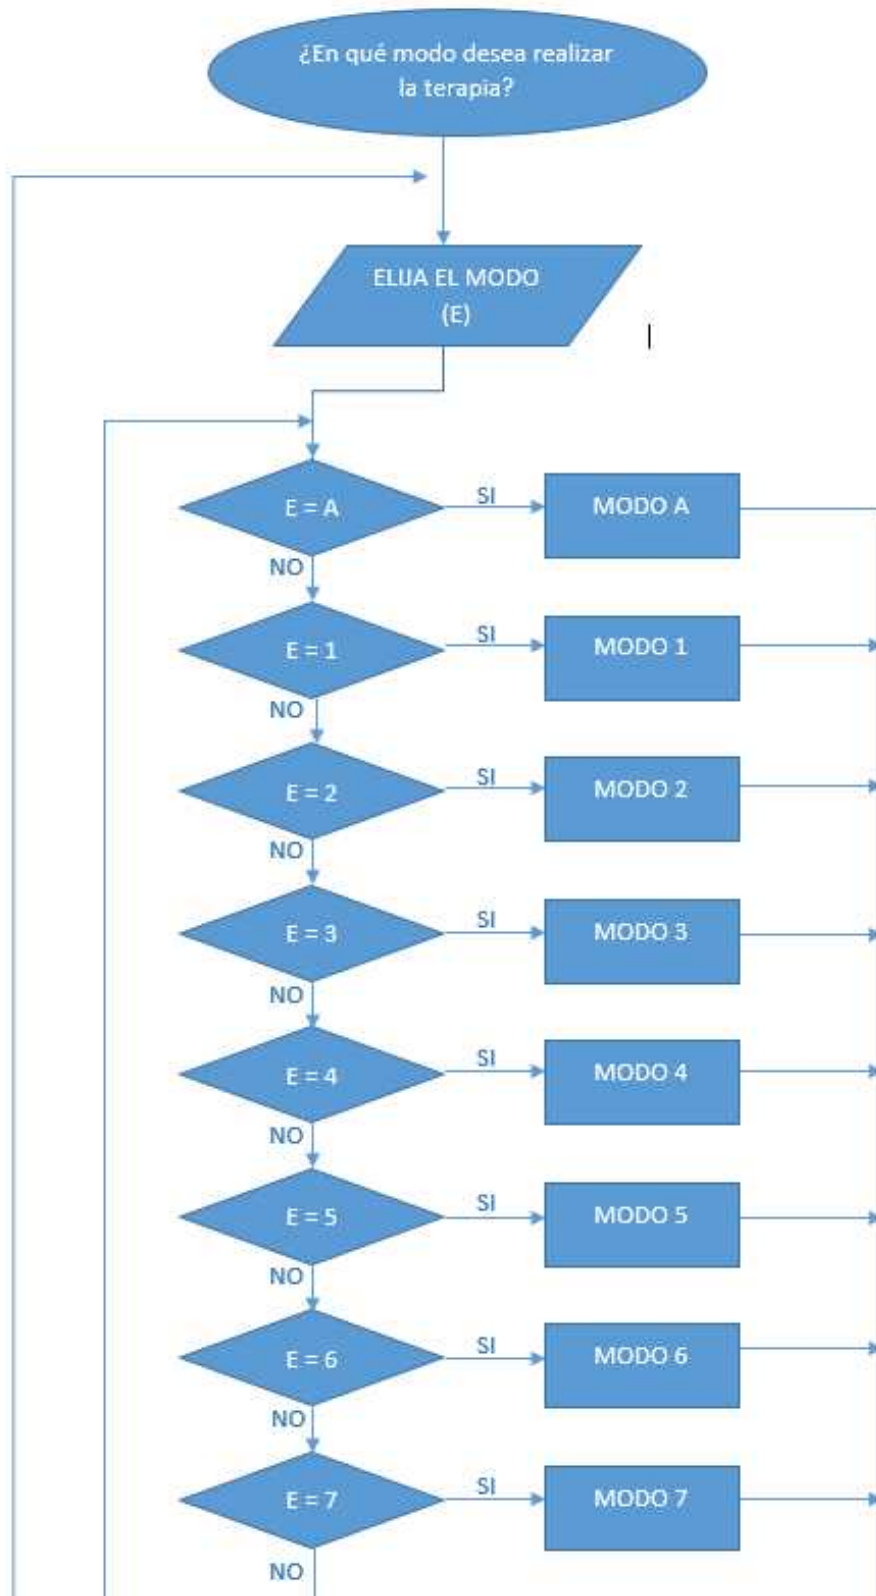 ¿En qué modo desea realizar
la terapia?
ELIJA EL MODO
(E)
E = A
SI
MODO A
NO
E = 1
SI
MODO 1
NO
E = 2
SI
MODO 2
NO
E = 3
SI
MODO 3
NO
E = 4
SI
MODO 4
NO
E = 5
SI
MODO 5
NO
E = 6
SI
MODO 6
NO
E = 7
SI
MODO 7
NO